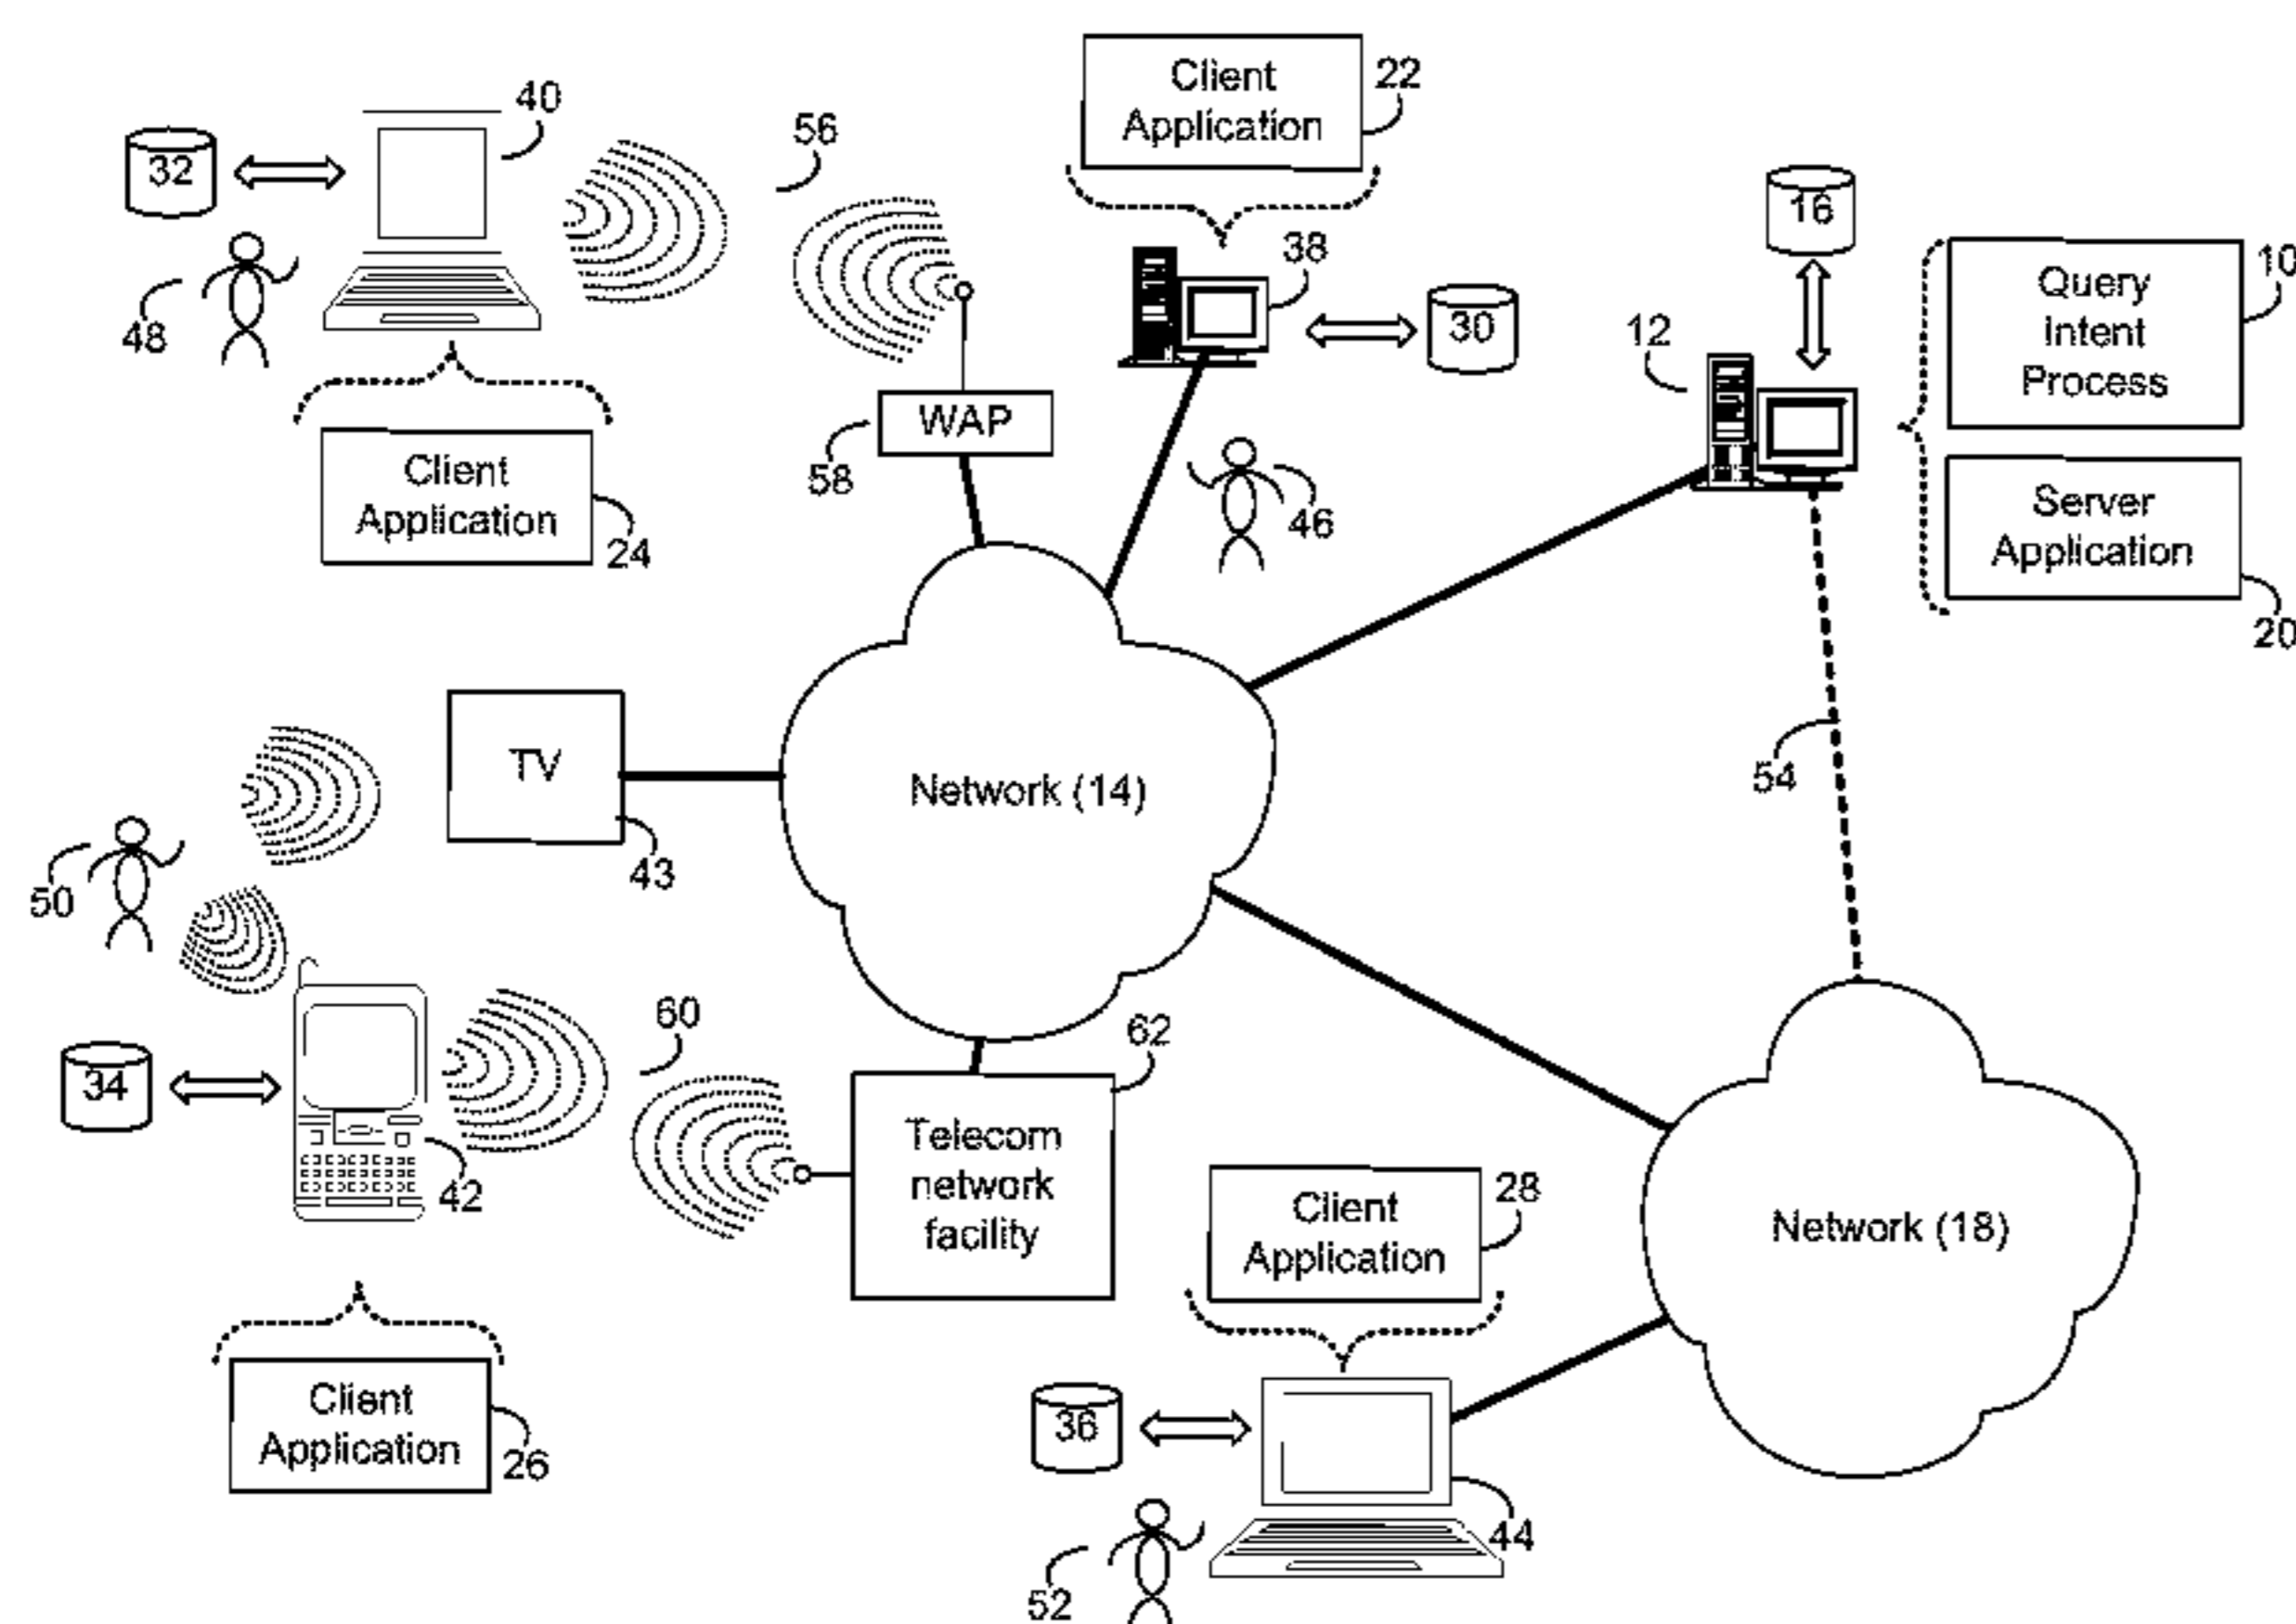 40
56
Client
Application
22
32
16
48
38
30
12
Query
Intent
Process
10
WAP
58
46
Client
Application
24
Server
Application
20
TV
43
Network (14)
54
50
60
62
34
42
Telecom
network
facility
Client
Application
28
Network (18)
Client
Application
26
36
44
52